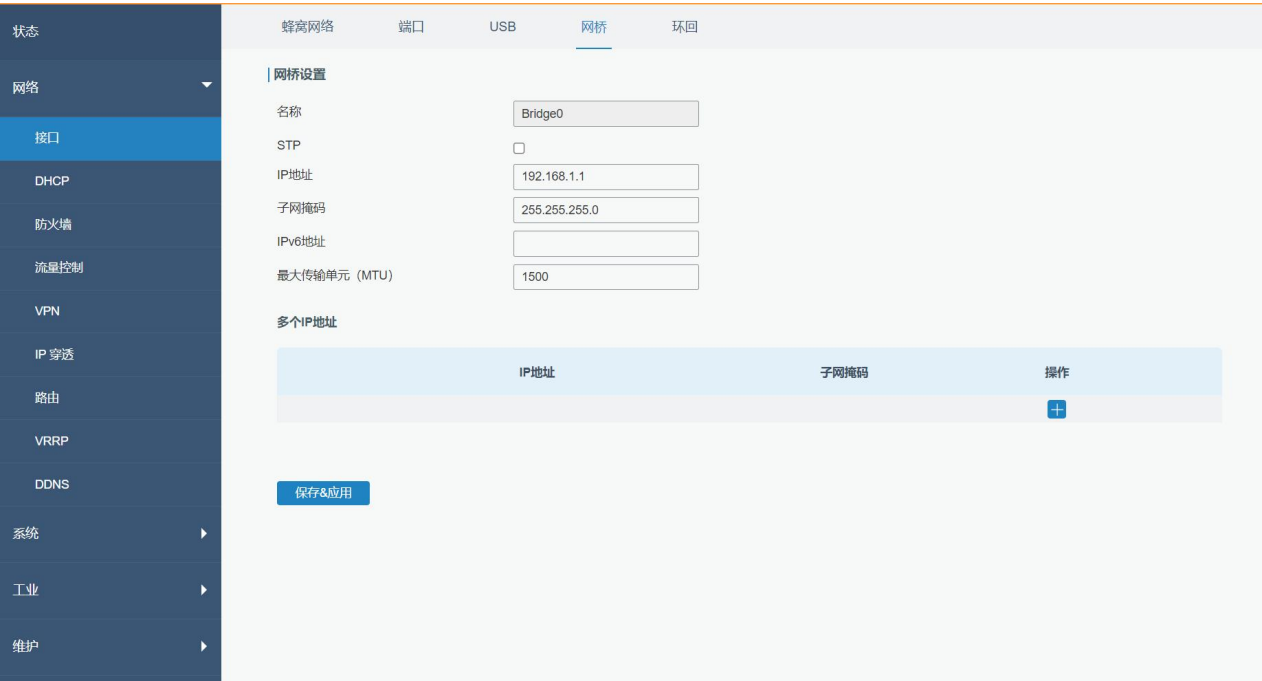 状态
网络
接口
DHCP
防火墙
流量控制
VPN
IP 穿透
路由
VRRP
DDNS
系统
工业
维护
蜂窝网络 端口 USB 网桥 环回
网桥设置
名称 Bridge0
STP
IP地址 192.168.1.1
子网掩码 255.255.255.0
IPv6地址
最大传输单元（MTU） 1500
多个IP地址
IP地址 子网掩码 操作
保存&应用